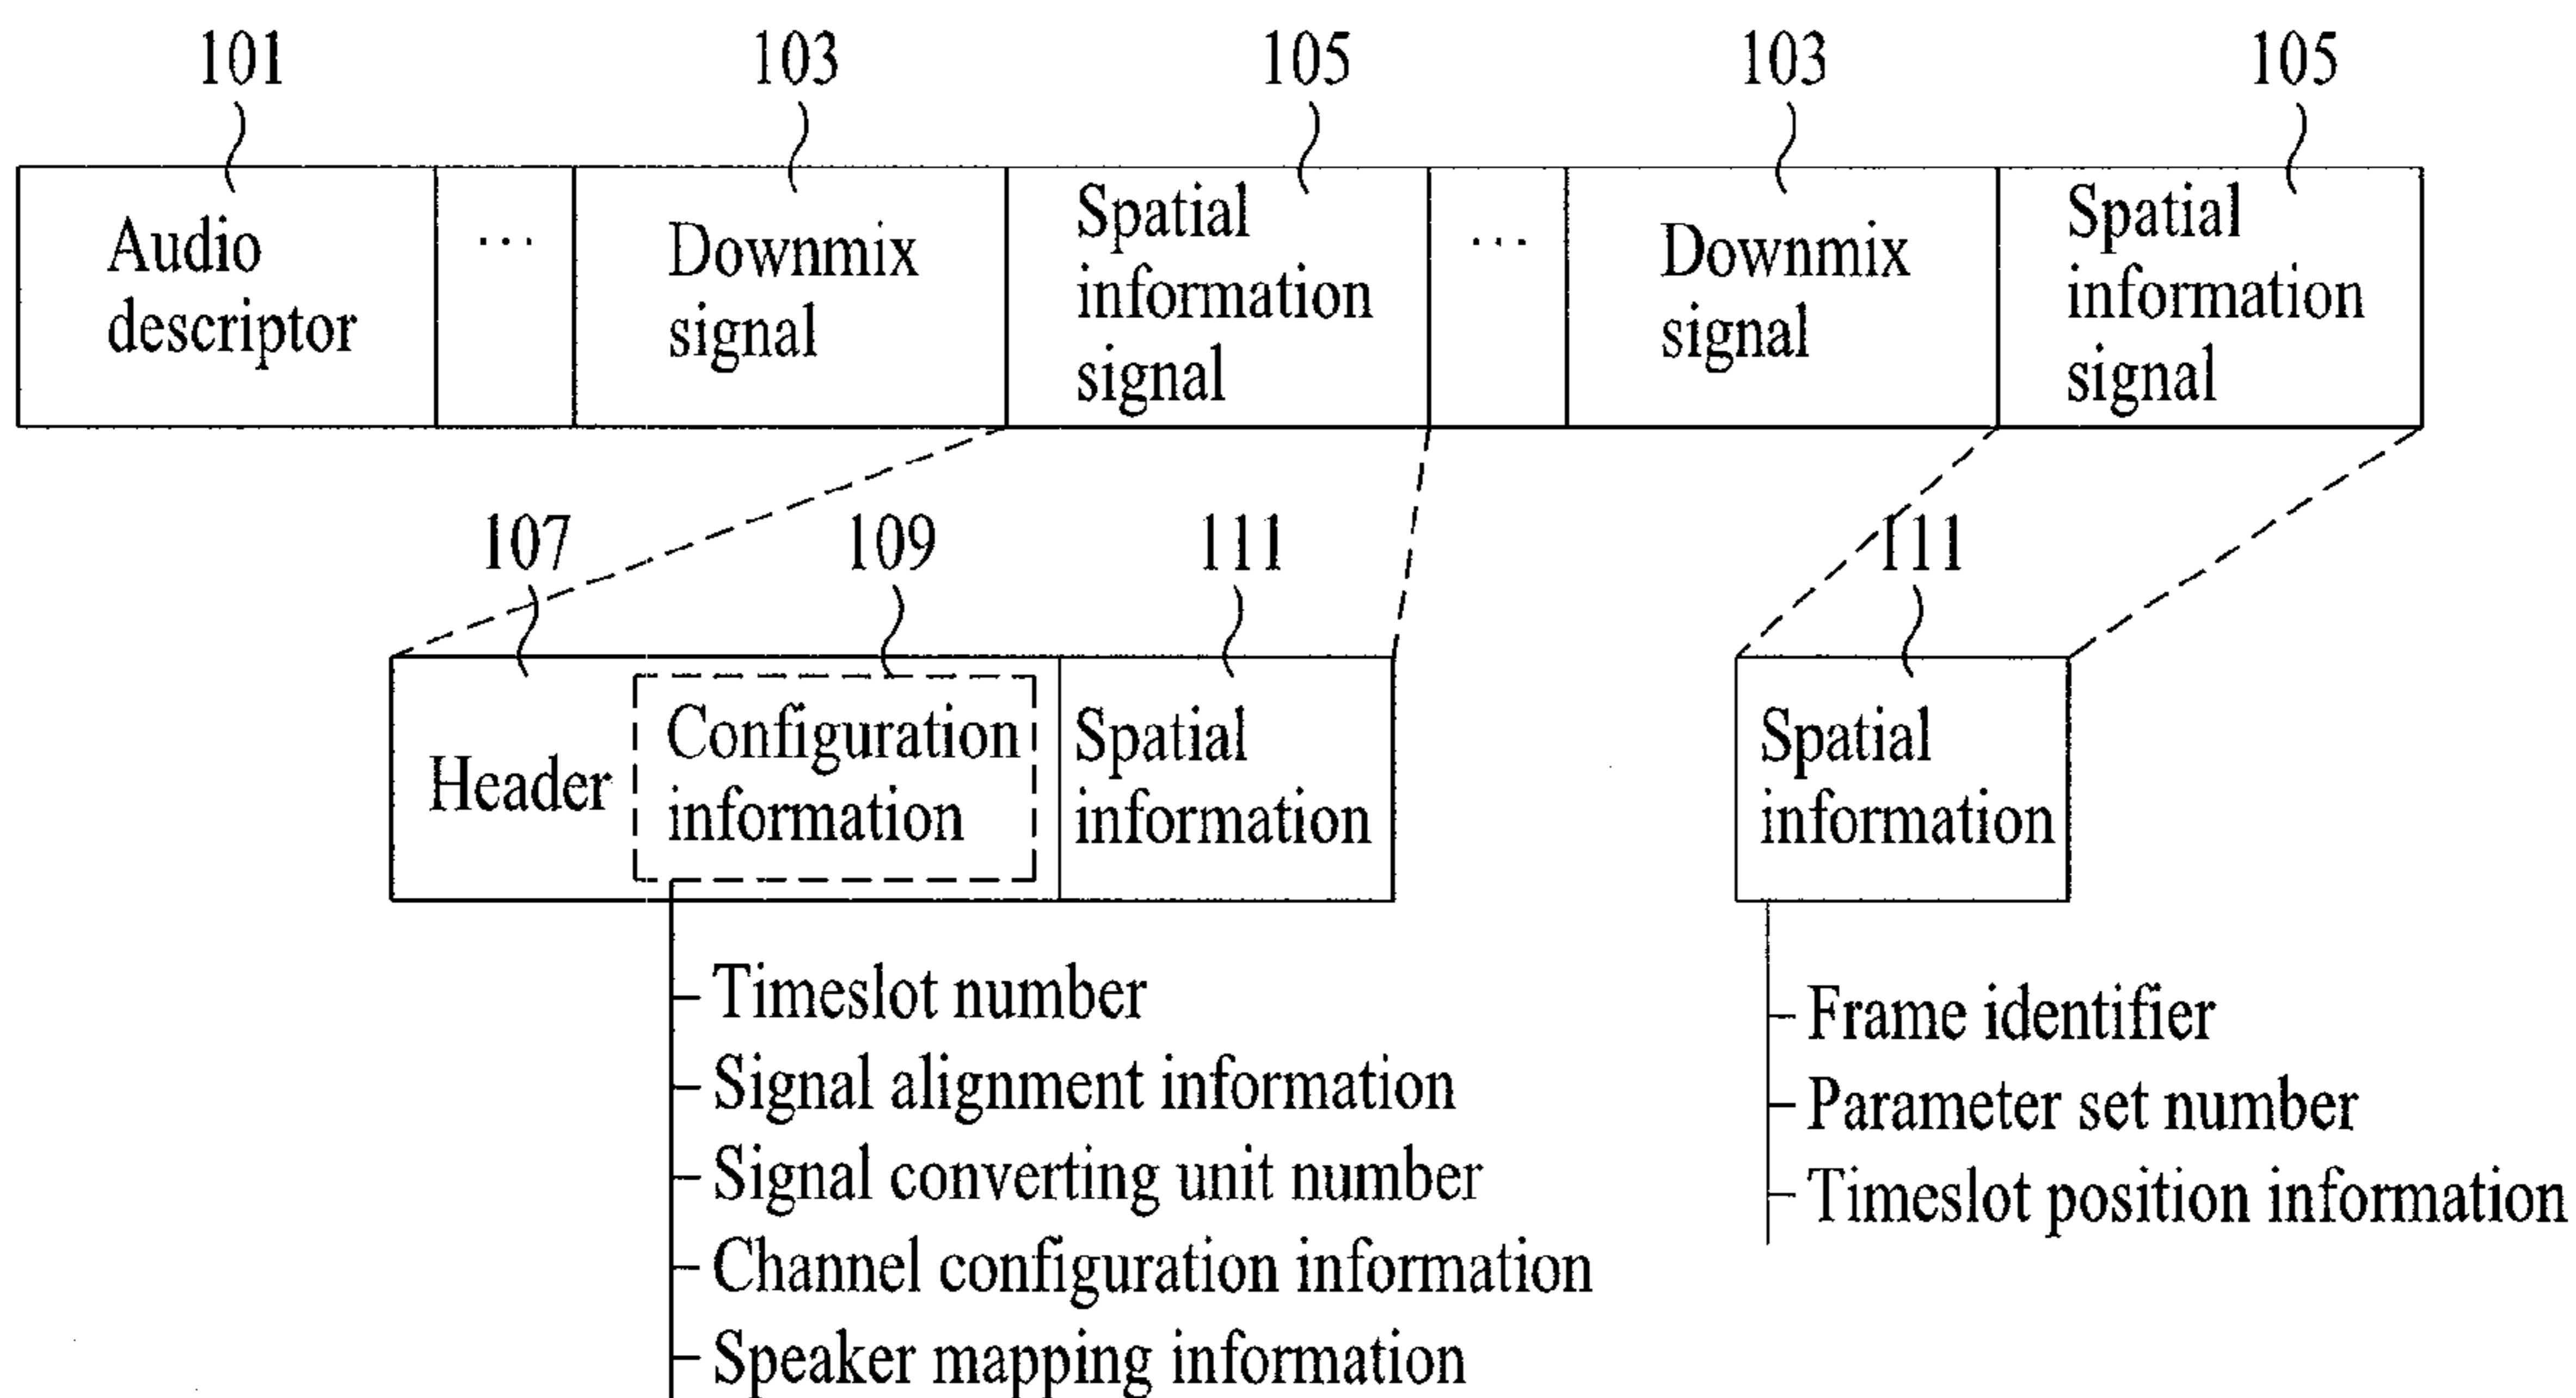 101 103 105 103 105
Audio
descriptor
...
Downmix
signal
Spatial
information
signal
...
Downmix
signal
Spatial
information
signal
107 109 111 111
Header
Configuration
information
Spatial
information
Spatial
information
Timeslot number
Signal alignment information
Signal converting unit number
Channel configuration information
Speaker mapping information
Frame identifier
Parameter set number
Timeslot position information